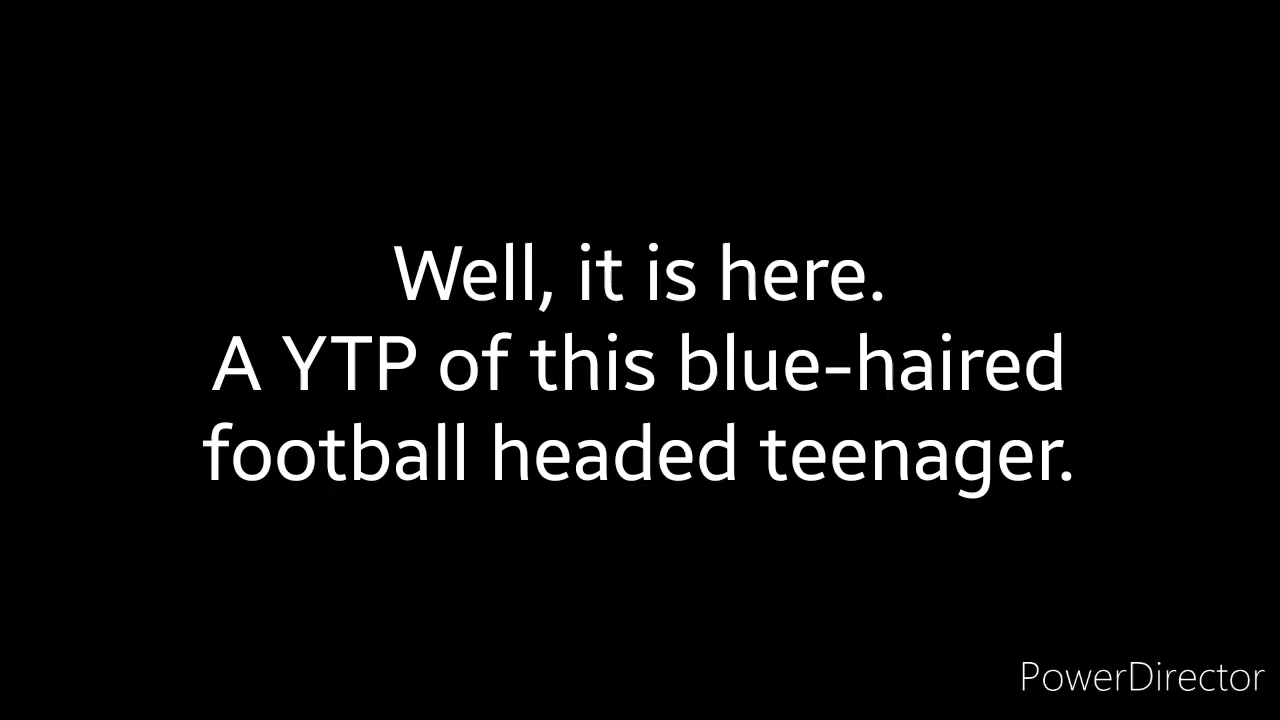 Well, it is here.
A YTP of this blue-haired
football headed teenager.
PowerDirector